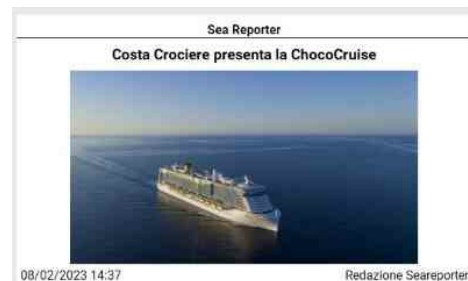 Sea Reporter
Costa Crociere presenta la ChocoCruise
08/02/2023 14:37
Redazione Seareporter